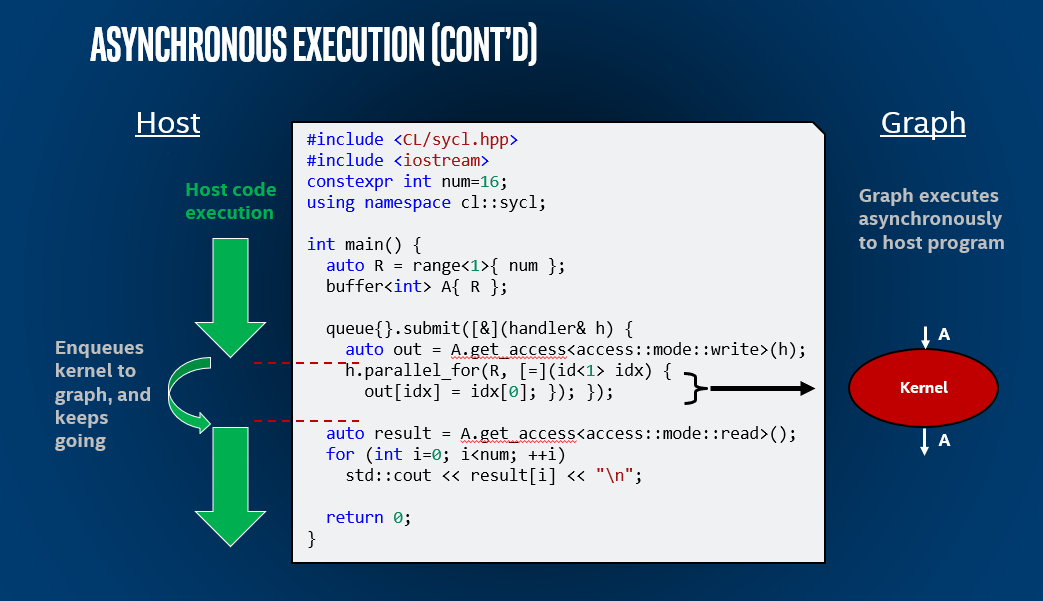 ASYNCHRONOUS EXECUTION (CONT'D)
Host
Host code
execution
Enqueues
kernel to
graph, and
keeps
going
#include <CL/sycl.hpp>
#include <iostream>
constexpr int num=16;
using namespace cl::sycl;
int main() {
auto R = range<1>{ num };
buffer<int> A{ R };
queue{}.submit([&](handler& h) {
auto out = A.get_access<access::mode::write>(h);
h.parallel_for(R, [=](id<1> idx) {
out[idx] = idx[0]; }); });
auto result = A.get_access<access::mode::read>();
for (int i=0; i<num; ++i)
std::cout << result[i] << "\n";
return 0;
}
Graph
Graph executes
asynchronously
to host program
A
Kernel
A